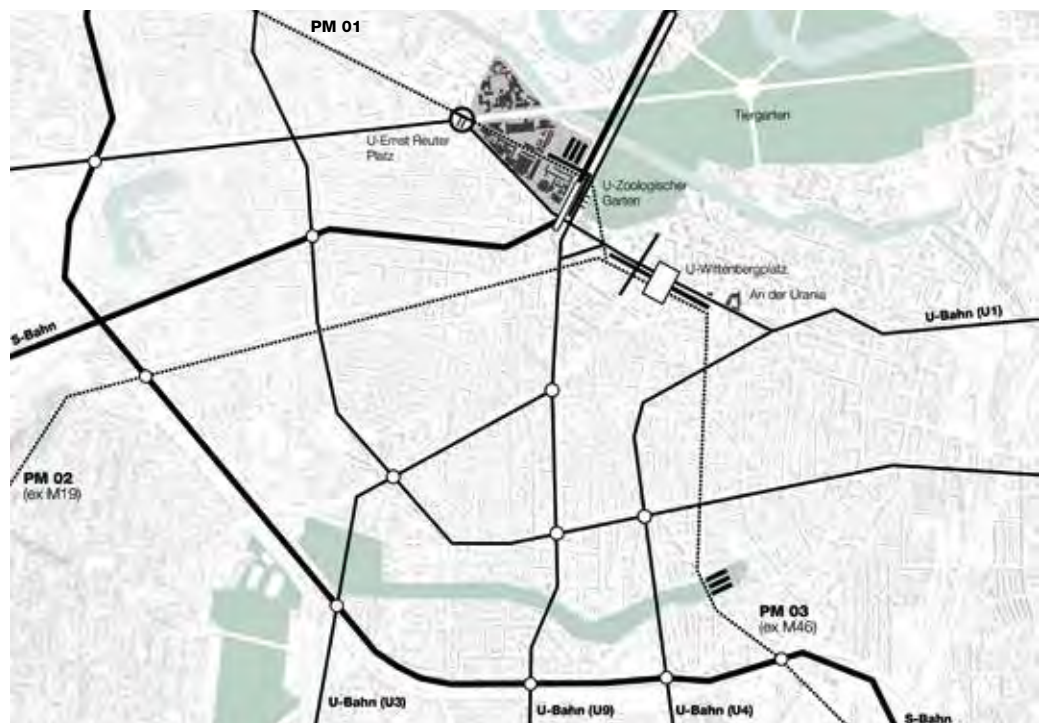 PM 01
U-Ernst Reuter
Platz
Tiergarten
U-Zoologischer
Garten
U-Wittenbergplatz
An der Urania
U-Bahn (U1)
S-Bahn
PM 02
(ex M19)
PM 03
(ex M46)
U-Bahn (U3)
U-Bahn (U9)
U-Bahn (U4)
S-Bahn